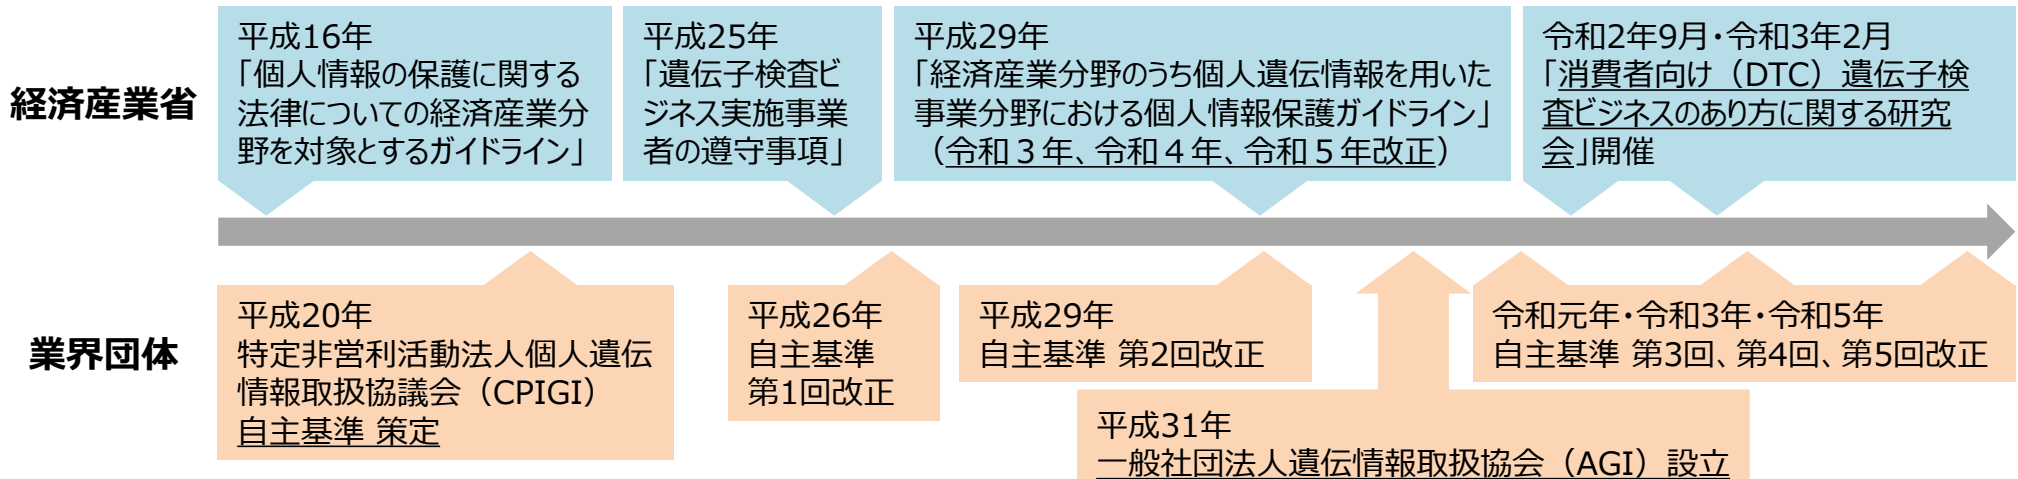 経済産業省
平成16年
「個人情報の保護に関する
法律についての経済産業分
野を対象とするガイドライン」
平成25年
「遺伝子検査ビ
ジネス実施事業
者の遵守事項」
平成29年
「経済産業分野のうち個人遺伝情報を用いた
事業分野における個人情報保護ガイドライン」
（令和３年、令和４年、令和５年改正）
令和2年9月・令和3年2月
「消費者向け（DTC）遺伝子検
査ビジネスのあり方に関する研究
会」開催
業界団体
平成20年
特定非営利活動法人個人遺伝
情報取扱協議会（CPIGI）
自主基準 策定
平成26年
自主基準
第1回改正
平成29年
自主基準 第2回改正
平成31年
一般社団法人遺伝情報取扱協会（AGI）設立
令和元年・令和3年・令和5年
自主基準 第3回、第4回、第5回改正